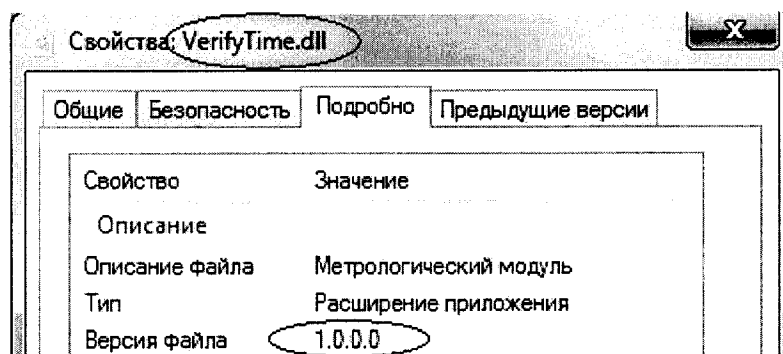 Свойства: VerifyTime.dll
Общие Безопасность Подробно Предыдущие версии
Свойство Значение
Описание
Описание файла Метрологический модуль
Тип Расширение приложения
Версия файла 1.0.0.0